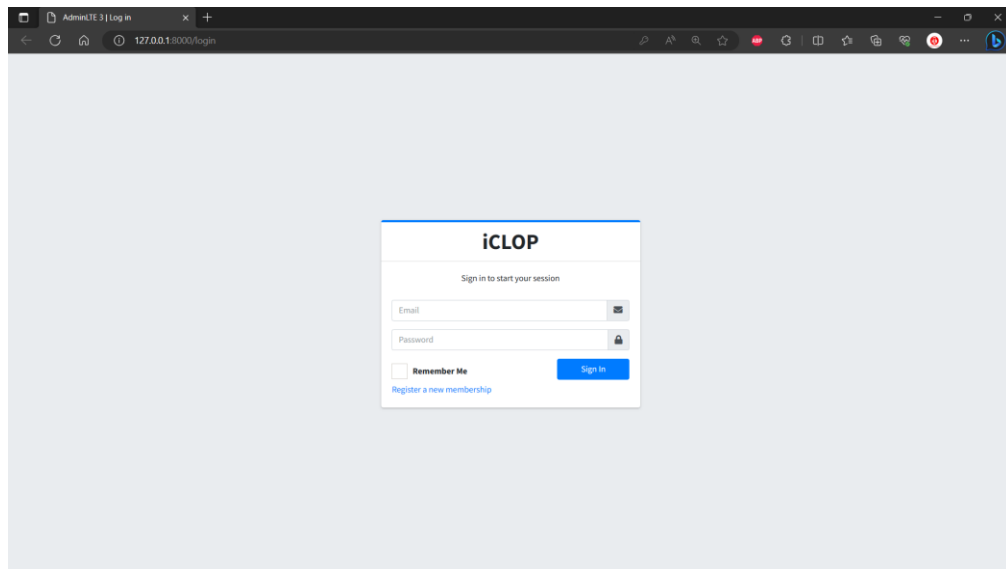 AdminLTE 3 | Log in
127.0.0.1:8000/login
iCLOP
Sign in to start your session
Email
Password
Remember Me
Sign In
Register a new membership